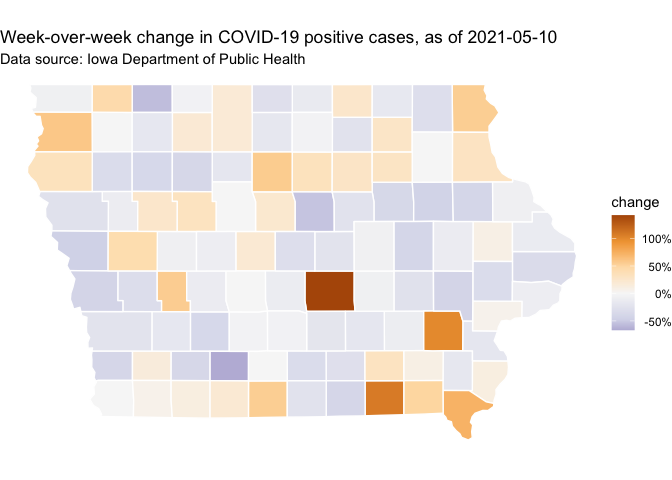 Week-over-week change in COVID-19 positive cases, as of 2021-05-10
Data source: Iowa Department of Public Health
change
100%
50%
0%
-50%